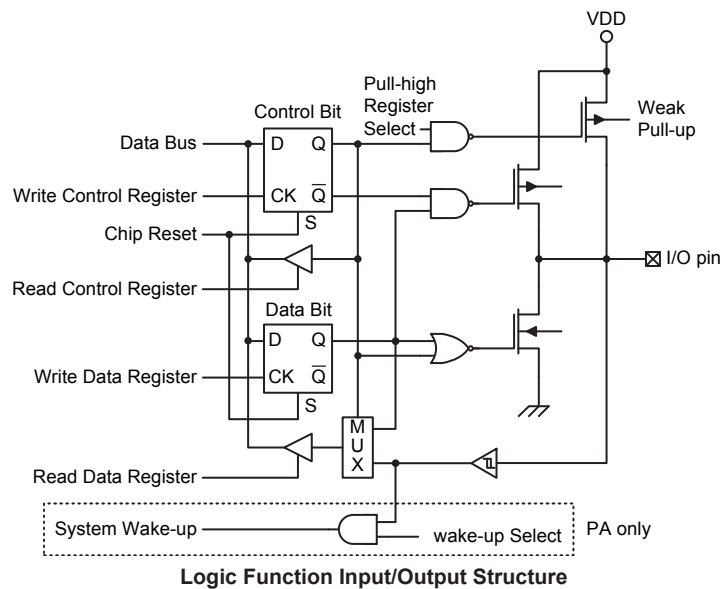 VDD
Pull-high
Register
Select
Weak
Pull-up
Control Bit
Data Bus
D
Q
Write Control Register
CK
Q
S
Chip Reset
I/O pin
Read Control Register
Data Bit
D
Q
Write Data Register
CK
Q
S
M
U
X
Read Data Register
System Wake-up
wake-up Select
PA only
Logic Function Input/Output Structure